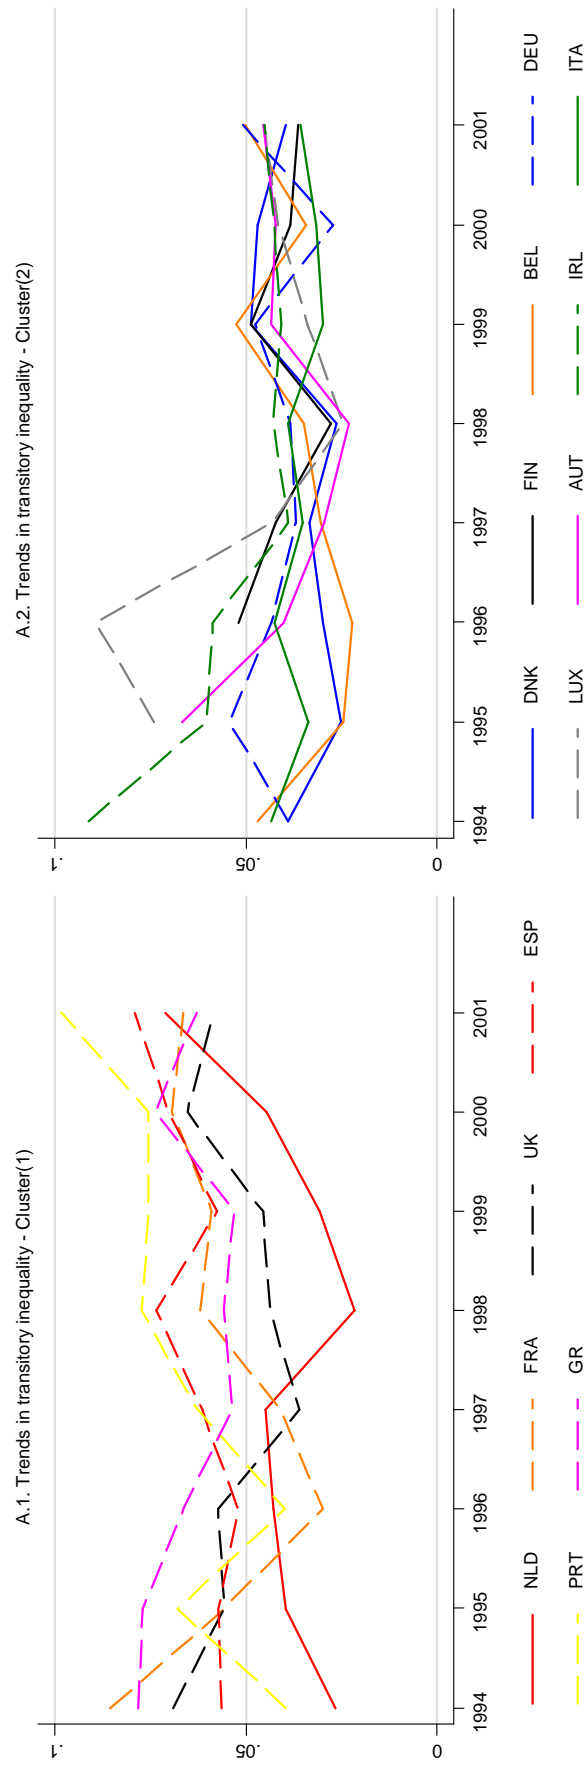 A.1. Trends in transitory inequality - Cluster(1)
.1
.05
0
1994 1995 1996 1997 1998 1999 2000 2001
NLD FRA UK ESP
PRT GR
A.2. Trends in transitory inequality - Cluster(2)
.1
.05
0
1994 1995 1996 1997 1998 1999 2000 2001
DNK FIN BEL DEU
LUX AUT IRL ITA